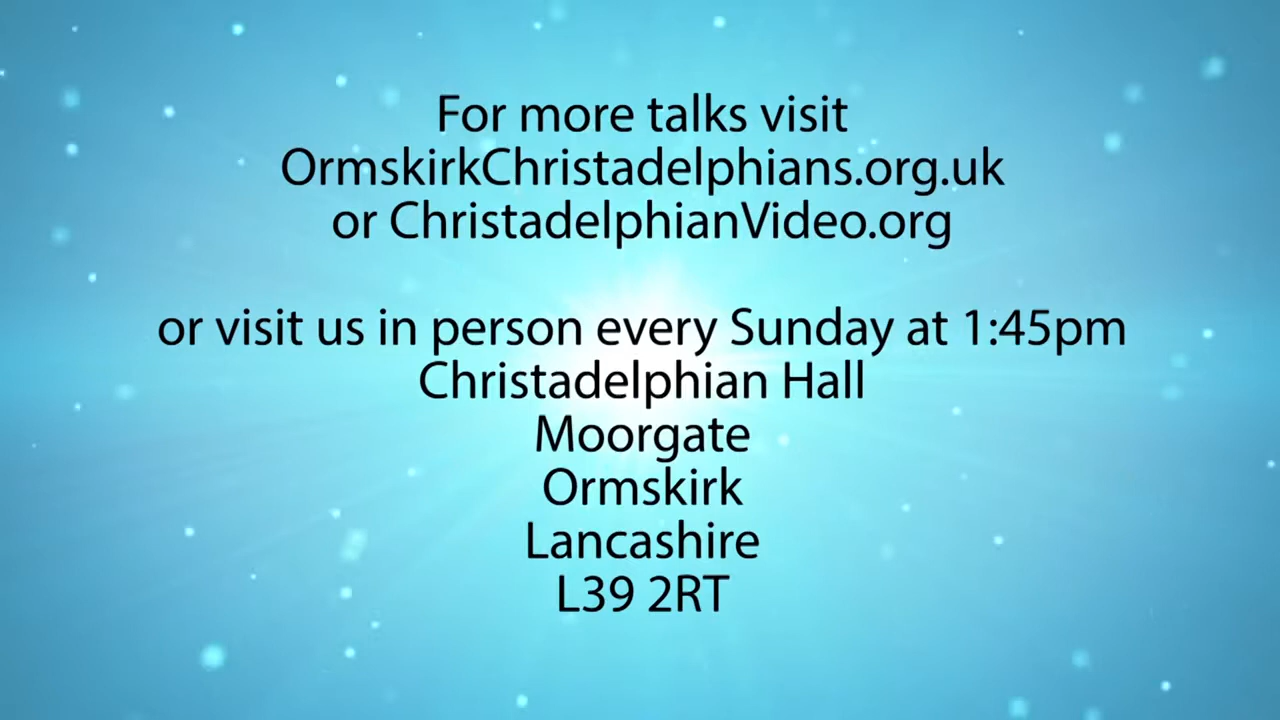 For more talks visit
OrmskirkChristadelphians.org.uk
or ChristadelphianVideo.org
or visit us in person every Sunday at 1:45pm
Christadelphian Hall
Moorgate
Ormskirk
Lancashire
L39 2RT